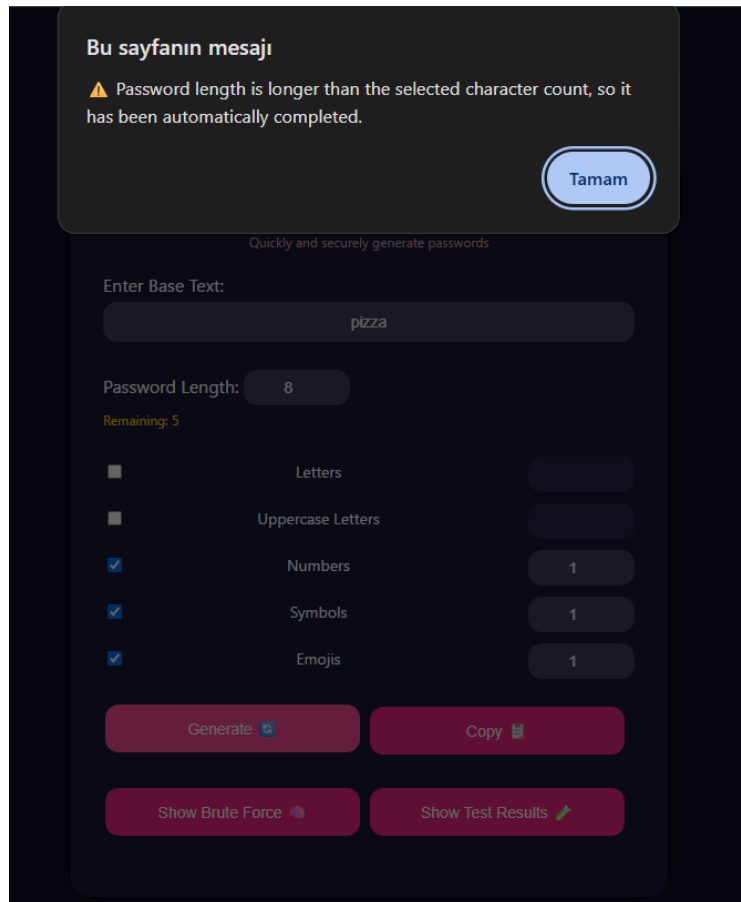 Bu sayfanın mesajı
⚠️ Password length is longer than the selected character count, so it
has been automatically completed.
Tamam
Quickly and securely generate passwords
Enter Base Text:
pizza
Password Length: 8
Remaining: 5
Letters
Uppercase Letters
Numbers 1
Symbols 1
Emojis 1
Generate Copy
Show Brute Force Show Test Results